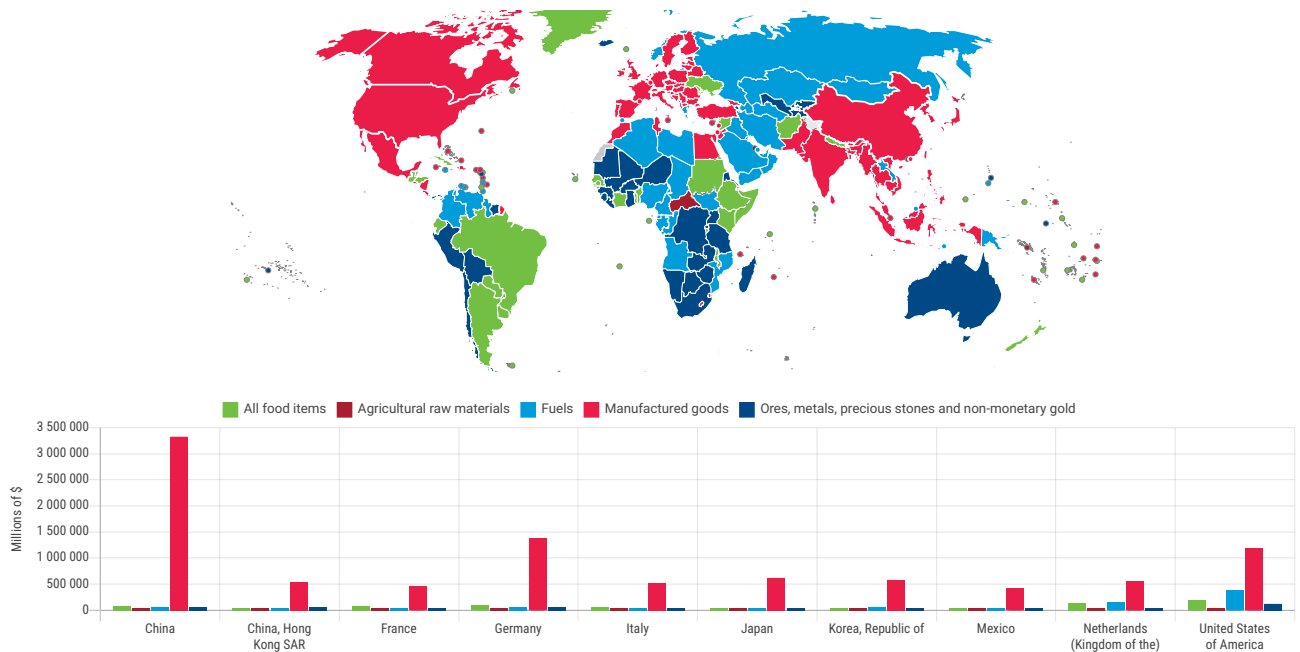 All food items Agricultural raw materials Fuels Manufactured goods Ores, metals, precious stones and non-monetary gold
Millions of $
3 500 000
3 000 000
2 500 000
2 000 000
1 500 000
1 000 000
500 000
0
China
China, Hong
Kong SAR
France
Germany
Italy
Japan
Korea, Republic of
Mexico
Netherlands
(Kingdom of the)
United States
of America